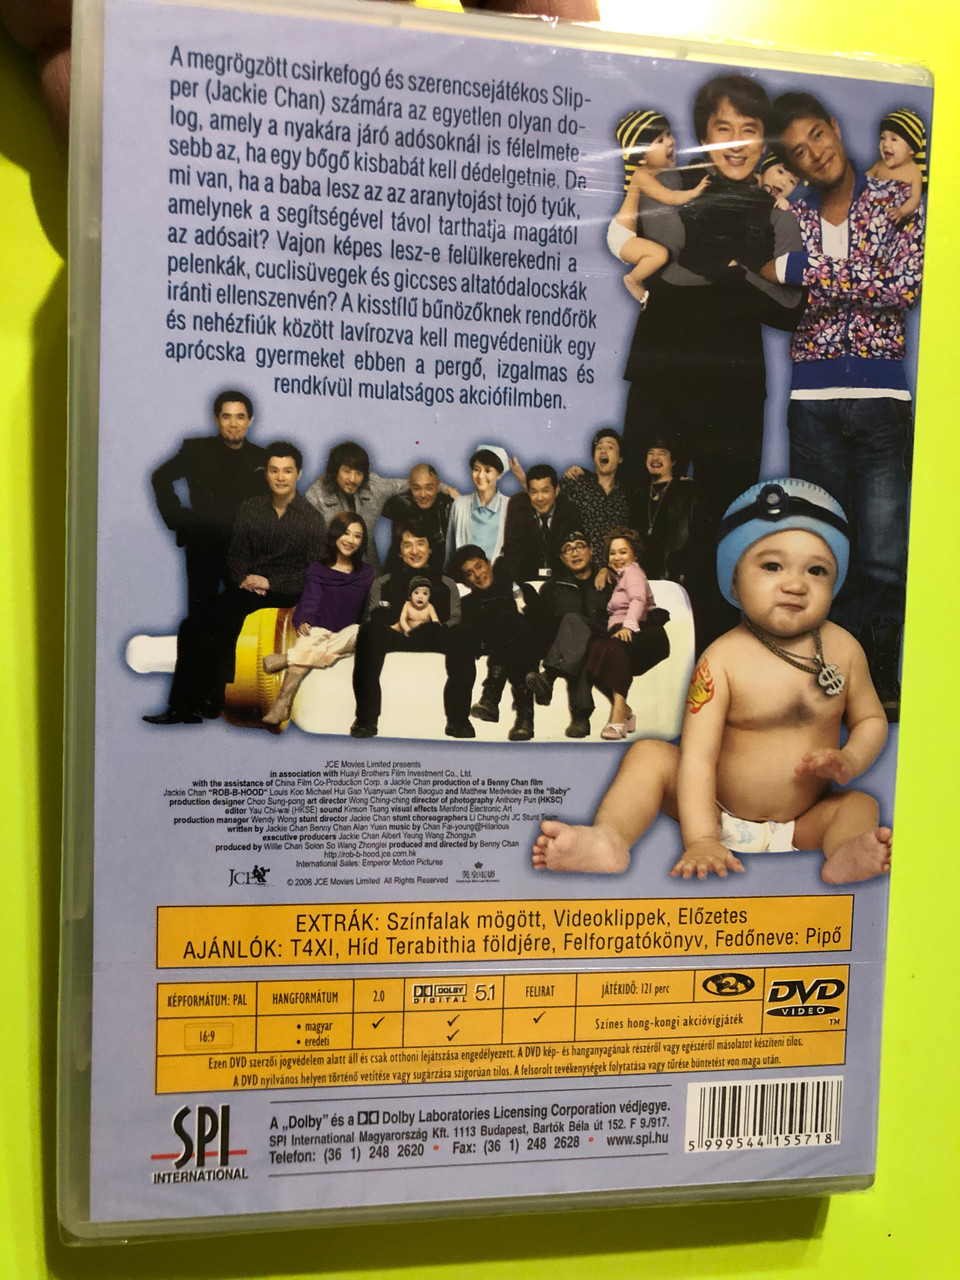 A megrögzött csirkefogó és szerencsejátékos Slip-
per (Jackie Chan) számára az egyetlen olyan do-
log, amely a nyakára járó adósoknál is félelmete-
sebb az, ha egy bőgő kisbabát kell dédelgetnie. De
mi van, ha a baba lesz az az aranytojást tojó tyúk,
amelynek a segítségével távol tarthatja magától
az adósait? Vajon képes lesz-e felülkerekedni a
pelenkák, cuclisüvegek és giccses altatódalocskák
iránti ellenszenvén? A kisstílű bűnözőknek rendőrök
és nehézfiúk között lavírozva kell megvédeniük egy
aprócska gyermeket ebben a pergő, izgalmas és
rendkívül mulatságos akciófilmben.
JCE Movies Limited presents
in association with Huayi Brothers Film Investment Co., Ltd.
with the assistance of China Film Co-Production Corp. a Jackie Chan production of a Benny Chan film
Jackie Chan "ROB-B-HOOD" Louis Koo Michael Hui Gao Yuanyuan Chen Baoguo and Matthew Medvedev as the "Baby"
production designer Choo Sung-pong art director Wong Ching-ching director of photography Anthony Pun (HKSC)
editor Yau Chi-wai (HKSE) sound Kinson Tsang visual effects Menfond Electronic Art
production manager Wendy Wong stunt director Jackie Chan stunt choreographers Li Chung-chi JC Stunt Team
written by Jackie Chan Benny Chan Alan Yuen music by Chan Fai-young@Hilarious
executive producers Jackie Chan Albert Yeung Wang Zhongjun
produced by Willie Chan Solon So Wang Zhonglei produced and directed by Benny Chan
http://rob-b-hood.jce.com.hk
International Sales: Emperor Motion Pictures
JCE © 2006 JCE Movies Limited All Rights Reserved
EXTRÁK: Színfalak mögött, Videoklippek, Előzetes
AJÁNLÓK: T4XI, Híd Terabithia földjére, Felforgatókönyv, Fedőneve: Pipő
KÉPFORMÁTUM: PAL HANGFORMÁTUM 2.0 DOLBY DIGITAL 5.1 FELIRAT JÁTÉKIDŐ: 121 perc 2 DVD VIDEO TM
16:9 • magyar ✓ ✓ ✓ Színes hong-kongi akcióvígjáték
• eredeti ✓
Ezen DVD szerzői jogvédelem alatt áll és csak otthoni lejátszása engedélyezett. A DVD kép- és hanganyagának részéről vagy egészéről másolatot készíteni tilos.
A DVD nyilvános helyen történő vetítése vagy sugárzása szigorúan tilos. A felsorolt tevékenységek folytatása vagy tűrése büntetést von maga után.
SPI
INTERNATIONAL
A „Dolby" és a Dolby Laboratories Licensing Corporation védjegye.
SPI International Magyarország Kft. 1113 Budapest, Bartók Béla út 152. F 9./917.
Telefon: (36 1) 248 2620 • Fax: (36 1) 248 2628 • www.spi.hu
5 999544 155718